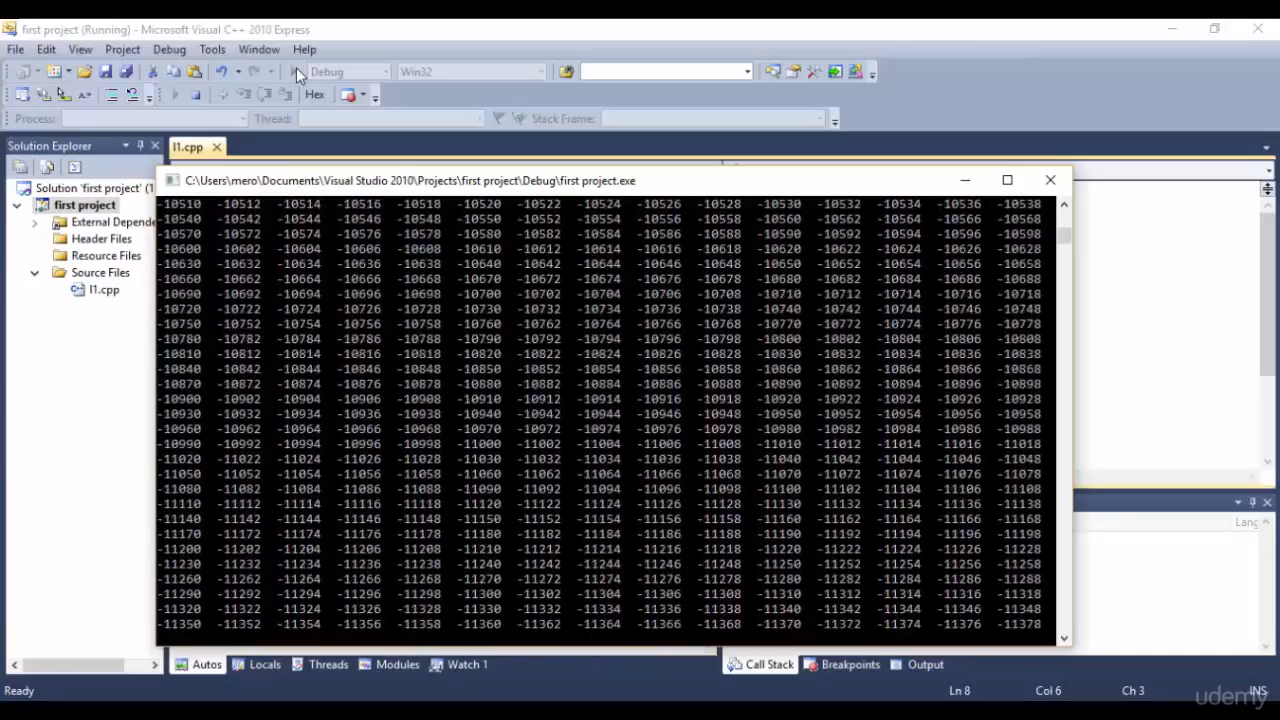 first project (Running) - Microsoft Visual C++ 2010 Express
File Edit View Project Debug Tools Window Help
Debug Win32
Hex
Process: Thread: Stack Frame:
Solution Explorer
l1.cpp
Solution 'first project' (1
first project
External Depende
Header Files
Resource Files
Source Files
l1.cpp
C:\Users\mero\Documents\Visual Studio 2010\Projects\first project\Debug\first project.exe
-10510 -10512 -10514 -10516 -10518 -10520 -10522 -10524 -10526 -10528 -10530 -10532 -10534 -10536 -10538
-10540 -10542 -10544 -10546 -10548 -10550 -10552 -10554 -10556 -10558 -10560 -10562 -10564 -10566 -10568
-10570 -10572 -10574 -10576 -10578 -10580 -10582 -10584 -10586 -10588 -10590 -10592 -10594 -10596 -10598
-10600 -10602 -10604 -10606 -10608 -10610 -10612 -10614 -10616 -10618 -10620 -10622 -10624 -10626 -10628
-10630 -10632 -10634 -10636 -10638 -10640 -10642 -10644 -10646 -10648 -10650 -10652 -10654 -10656 -10658
-10660 -10662 -10664 -10666 -10668 -10670 -10672 -10674 -10676 -10678 -10680 -10682 -10684 -10686 -10688
-10690 -10692 -10694 -10696 -10698 -10700 -10702 -10704 -10706 -10708 -10710 -10712 -10714 -10716 -10718
-10720 -10722 -10724 -10726 -10728 -10730 -10732 -10734 -10736 -10738 -10740 -10742 -10744 -10746 -10748
-10750 -10752 -10754 -10756 -10758 -10760 -10762 -10764 -10766 -10768 -10770 -10772 -10774 -10776 -10778
-10780 -10782 -10784 -10786 -10788 -10790 -10792 -10794 -10796 -10798 -10800 -10802 -10804 -10806 -10808
-10810 -10812 -10814 -10816 -10818 -10820 -10822 -10824 -10826 -10828 -10830 -10832 -10834 -10836 -10838
-10840 -10842 -10844 -10846 -10848 -10850 -10852 -10854 -10856 -10858 -10860 -10862 -10864 -10866 -10868
-10870 -10872 -10874 -10876 -10878 -10880 -10882 -10884 -10886 -10888 -10890 -10892 -10894 -10896 -10898
-10900 -10902 -10904 -10906 -10908 -10910 -10912 -10914 -10916 -10918 -10920 -10922 -10924 -10926 -10928
-10930 -10932 -10934 -10936 -10938 -10940 -10942 -10944 -10946 -10948 -10950 -10952 -10954 -10956 -10958
-10960 -10962 -10964 -10966 -10968 -10970 -10972 -10974 -10976 -10978 -10980 -10982 -10984 -10986 -10988
-10990 -10992 -10994 -10996 -10998 -11000 -11002 -11004 -11006 -11008 -11010 -11012 -11014 -11016 -11018
-11020 -11022 -11024 -11026 -11028 -11030 -11032 -11034 -11036 -11038 -11040 -11042 -11044 -11046 -11048
-11050 -11052 -11054 -11056 -11058 -11060 -11062 -11064 -11066 -11068 -11070 -11072 -11074 -11076 -11078
-11080 -11082 -11084 -11086 -11088 -11090 -11092 -11094 -11096 -11098 -11100 -11102 -11104 -11106 -11108
-11110 -11112 -11114 -11116 -11118 -11120 -11122 -11124 -11126 -11128 -11130 -11132 -11134 -11136 -11138
-11140 -11142 -11144 -11146 -11148 -11150 -11152 -11154 -11156 -11158 -11160 -11162 -11164 -11166 -11168
-11170 -11172 -11174 -11176 -11178 -11180 -11182 -11184 -11186 -11188 -11190 -11192 -11194 -11196 -11198
-11200 -11202 -11204 -11206 -11208 -11210 -11212 -11214 -11216 -11218 -11220 -11222 -11224 -11226 -11228
-11230 -11232 -11234 -11236 -11238 -11240 -11242 -11244 -11246 -11248 -11250 -11252 -11254 -11256 -11258
-11260 -11262 -11264 -11266 -11268 -11270 -11272 -11274 -11276 -11278 -11280 -11282 -11284 -11286 -11288
-11290 -11292 -11294 -11296 -11298 -11300 -11302 -11304 -11306 -11308 -11310 -11312 -11314 -11316 -11318
-11320 -11322 -11324 -11326 -11328 -11330 -11332 -11334 -11336 -11338 -11340 -11342 -11344 -11346 -11348
-11350 -11352 -11354 -11356 -11358 -11360 -11362 -11364 -11366 -11368 -11370 -11372 -11374 -11376 -11378
Lang
Autos Locals Threads Modules Watch 1
Call Stack Breakpoints Output
Ready Ln 8 Col 6 Ch 3 INS
udemy